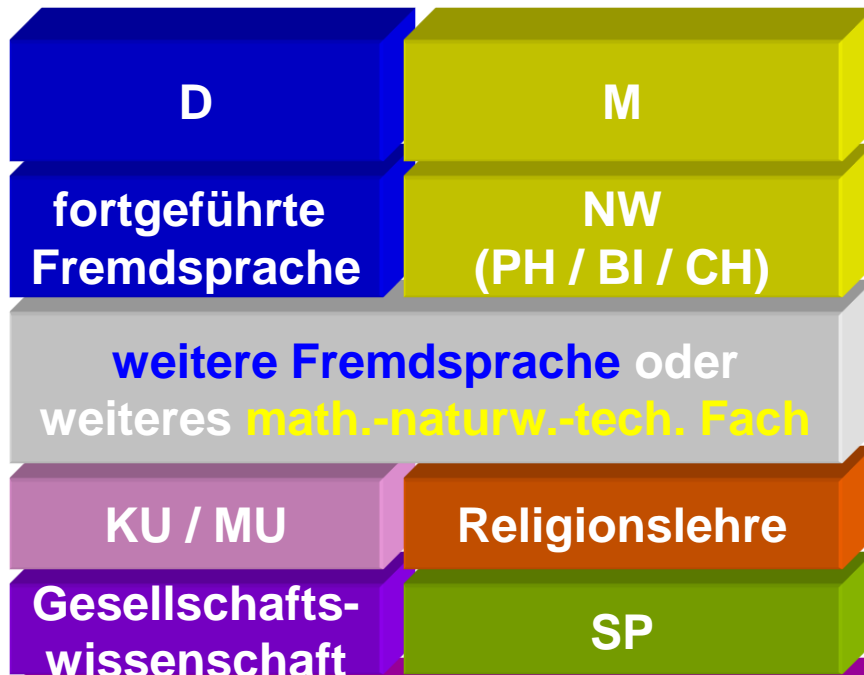 D
M
fortgeführte
Fremdsprache
NW
(PH / BI / CH)
weitere Fremdsprache oder
weiteres math.-naturw.-tech. Fach
KU / MU
Religionslehre
Gesellschafts-
wissenschaft
SP